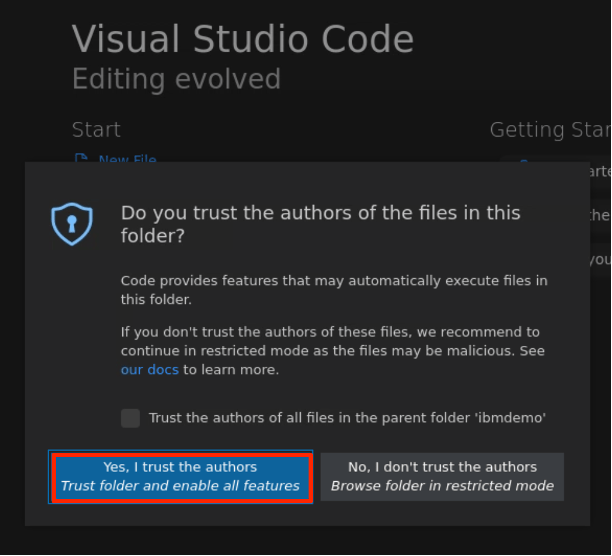 Visual Studio Code
Editing evolved
Start
Getting Star
New File
arte
Do you trust the authors of the files in this
folder?
the
you
Code provides features that may automatically execute files in
this folder.
If you don't trust the authors of these files, we recommend to
continue in restricted mode as the files may be malicious. See
our docs to learn more.
Trust the authors of all files in the parent folder 'ibmdemo'
Yes, I trust the authors
Trust folder and enable all features
No, I don't trust the authors
Browse folder in restricted mode